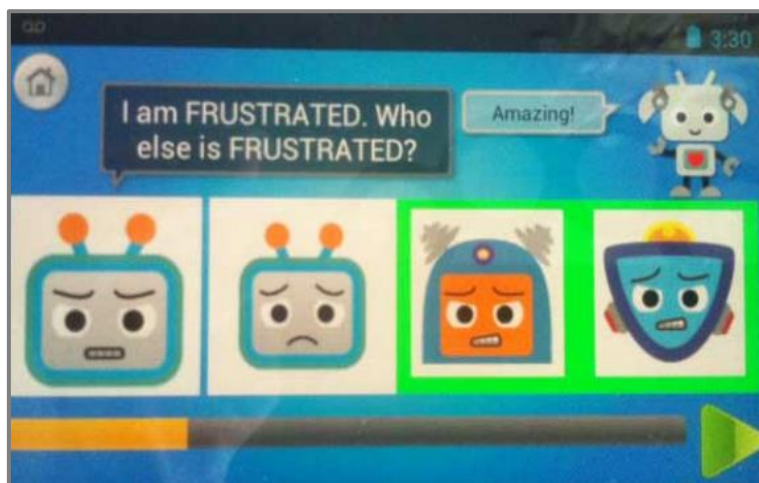 3:30
I am FRUSTRATED. Who
else is FRUSTRATED?
Amazing!